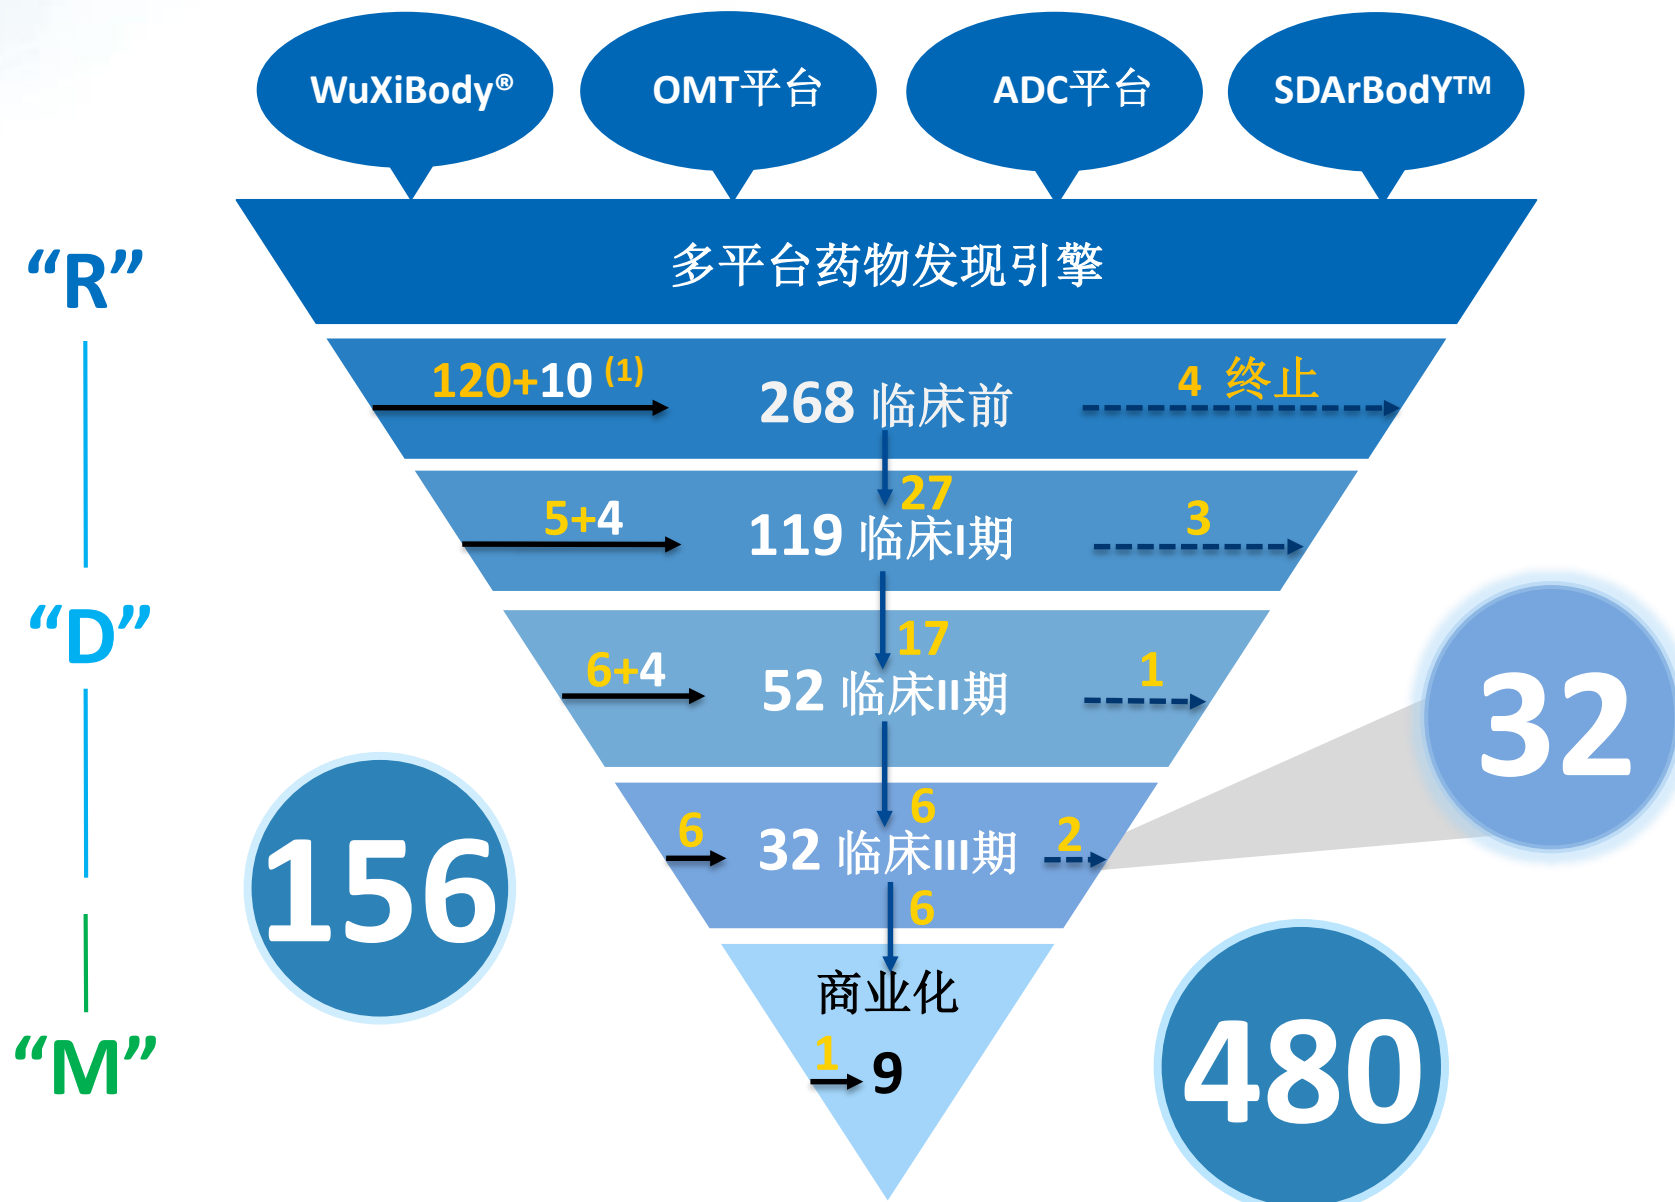 WuXiBody®
OMT平台
ADC平台
SDArBodY™
“R”
多平台药物发现引擎
120+10 (1)
268 临床前
4 终止
27
5+4
119 临床I期
3
“D”
17
6+4
52 临床II期
1
32
6
6
32 临床III期
2
6
156
商业化
1
9
480
“M”